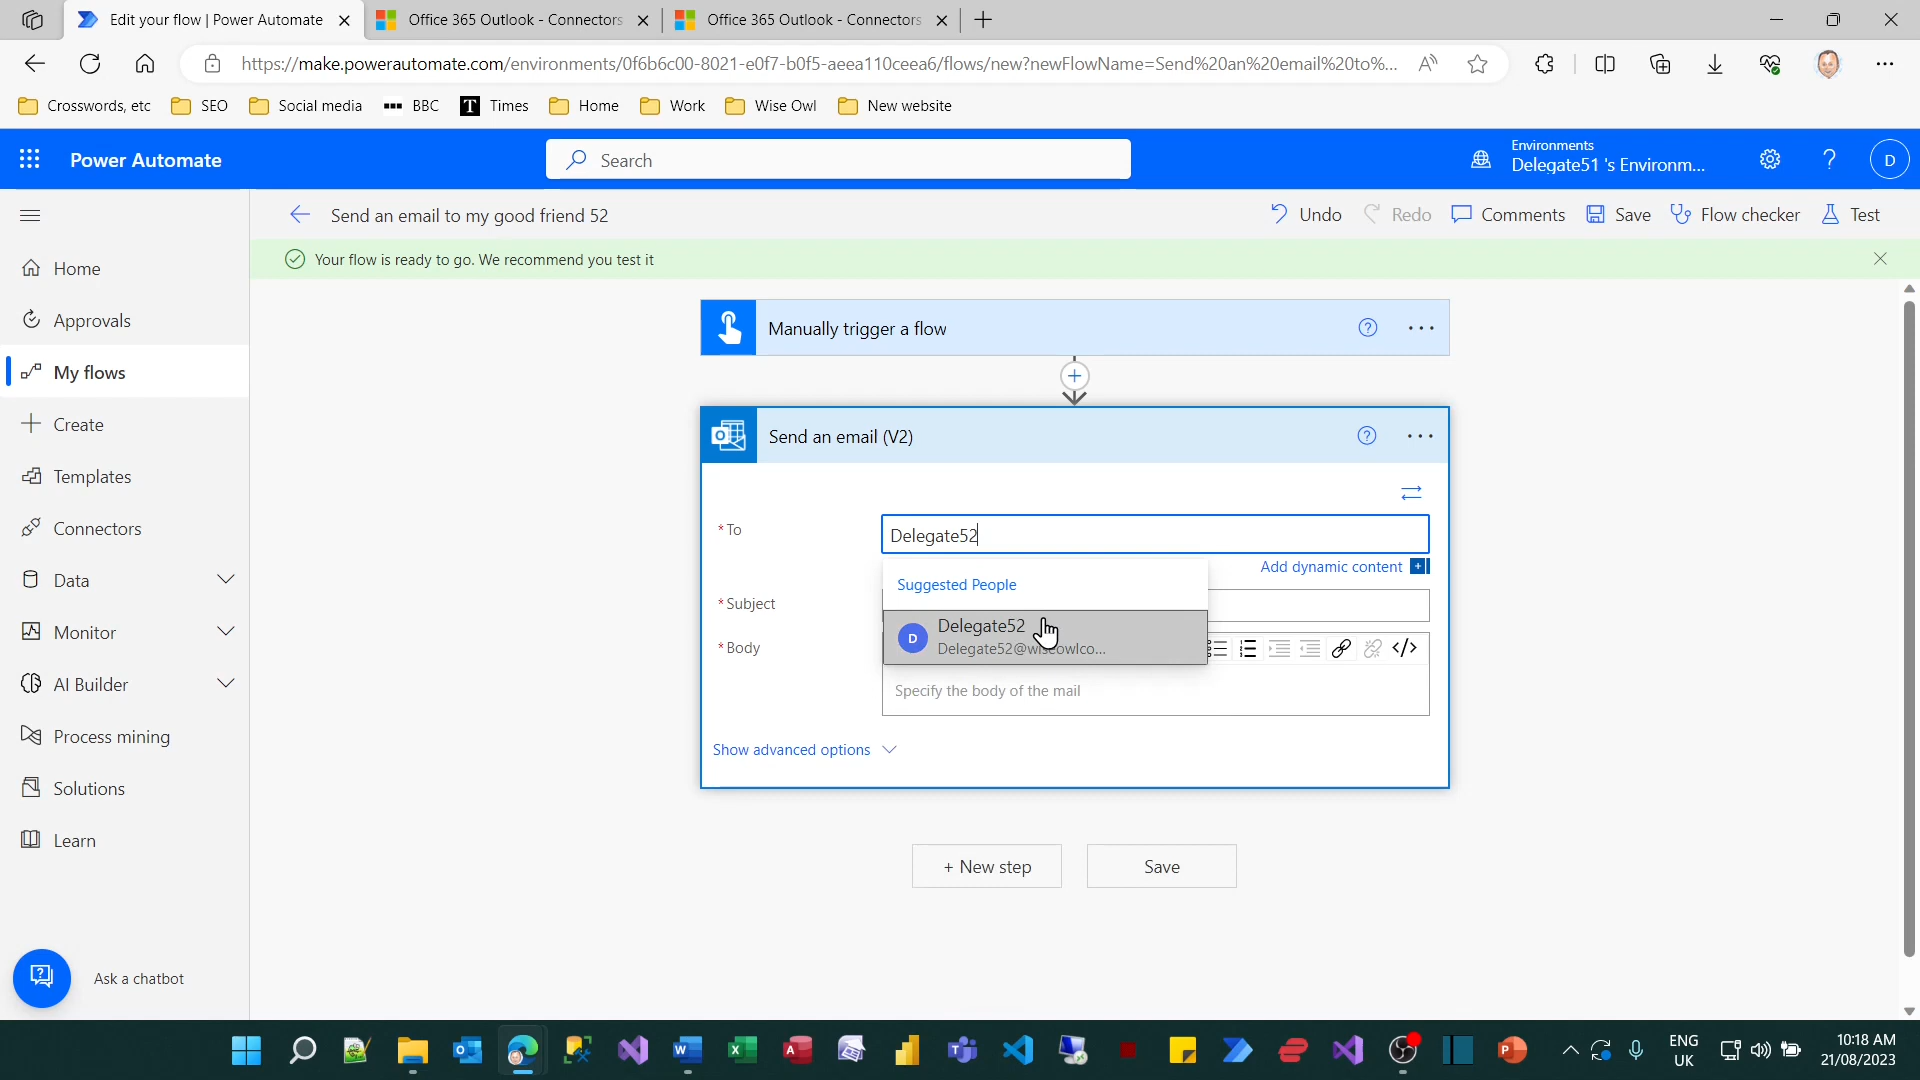 Edit your flow | Power Automate
Office 365 Outlook - Connectors
Office 365 Outlook - Connectors
https://make.powerautomate.com/environments/0f6b6c00-8021-e0f7-b0f5-aeea110ceea6/flows/new?newFlowName=Send%20an%20email%20to%...
Crosswords, etc
SEO
Social media
BBC
Times
Home
Work
Wise Owl
New website
Power Automate
Search
Environments
Delegate51 's Environm...
D
Send an email to my good friend 52
Undo
Redo
Comments
Save
Flow checker
Test
Your flow is ready to go. We recommend you test it
Home
Approvals
My flows
Create
Templates
Connectors
Data
Monitor
AI Builder
Process mining
Solutions
Learn
Ask a chatbot
Manually trigger a flow
Send an email (V2)
* To
Delegate52
Add dynamic content
Suggested People
* Subject
D
Delegate52
Delegate52@wiseowlco...
* Body
Specify the body of the mail
Show advanced options
+ New step
Save
ENG
UK
10:18 AM
21/08/2023